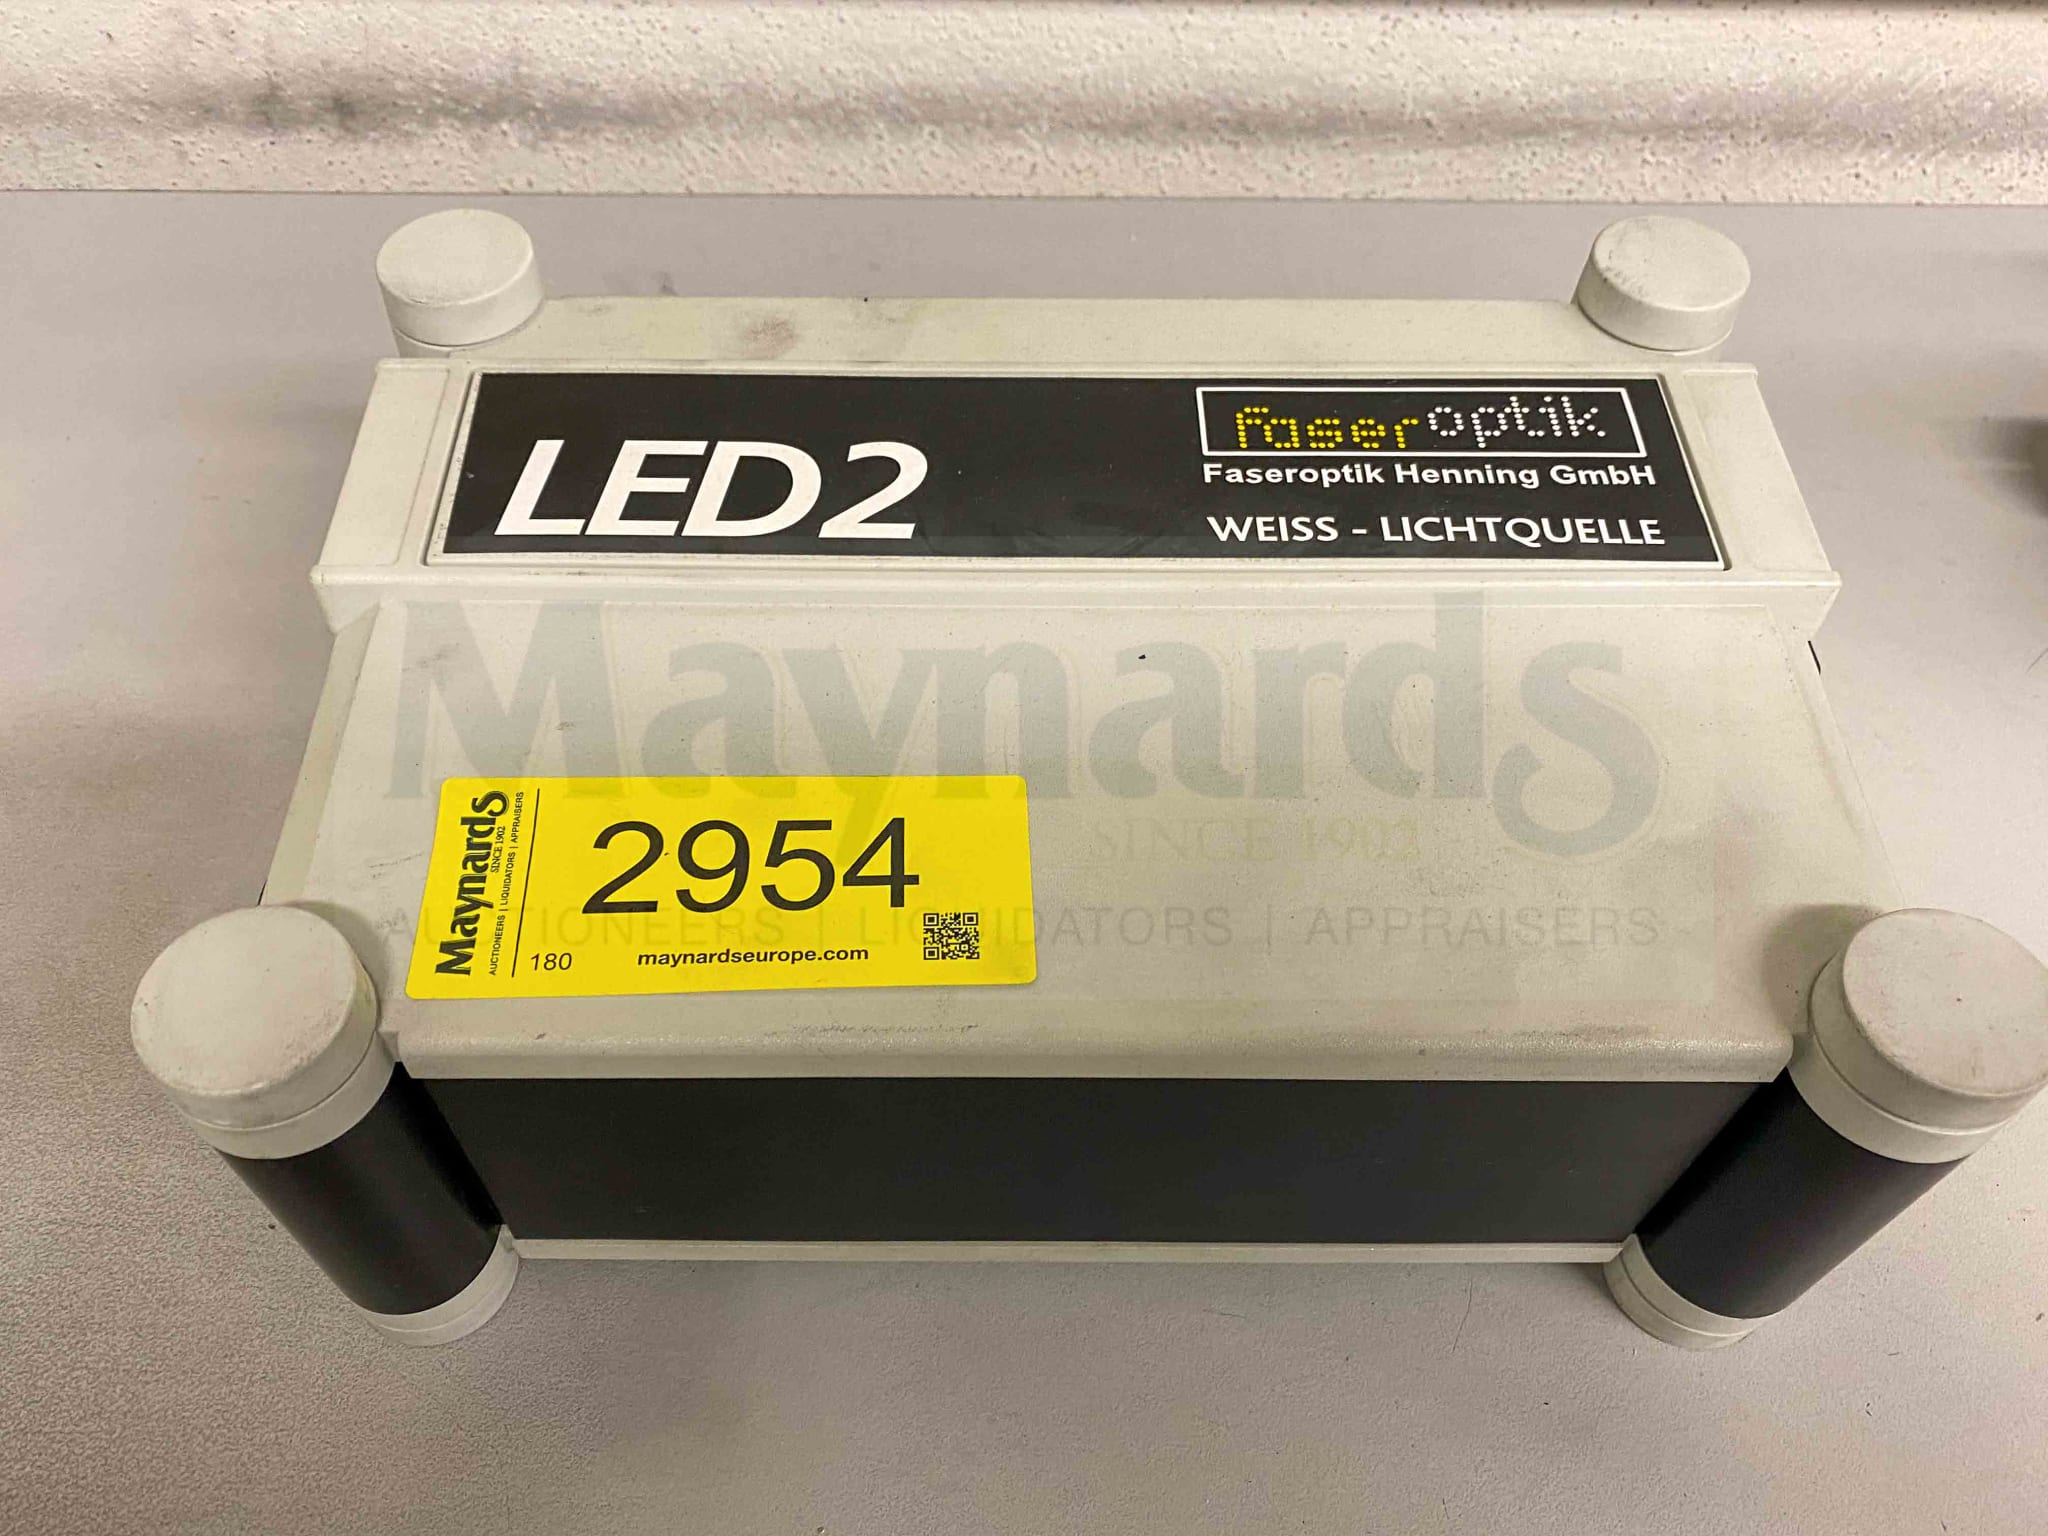 LED2
faseroptik
Faseroptik Henning GmbH
WEISS - LICHTQUELLE
Maynards
SINCE 1902
AUCTIONEERS | LIQUIDATORS | APPRAISERS
Maynards
SINCE 1902
AUCTIONEERS | LIQUIDATORS | APPRAISERS
2954
180
maynardseurope.com